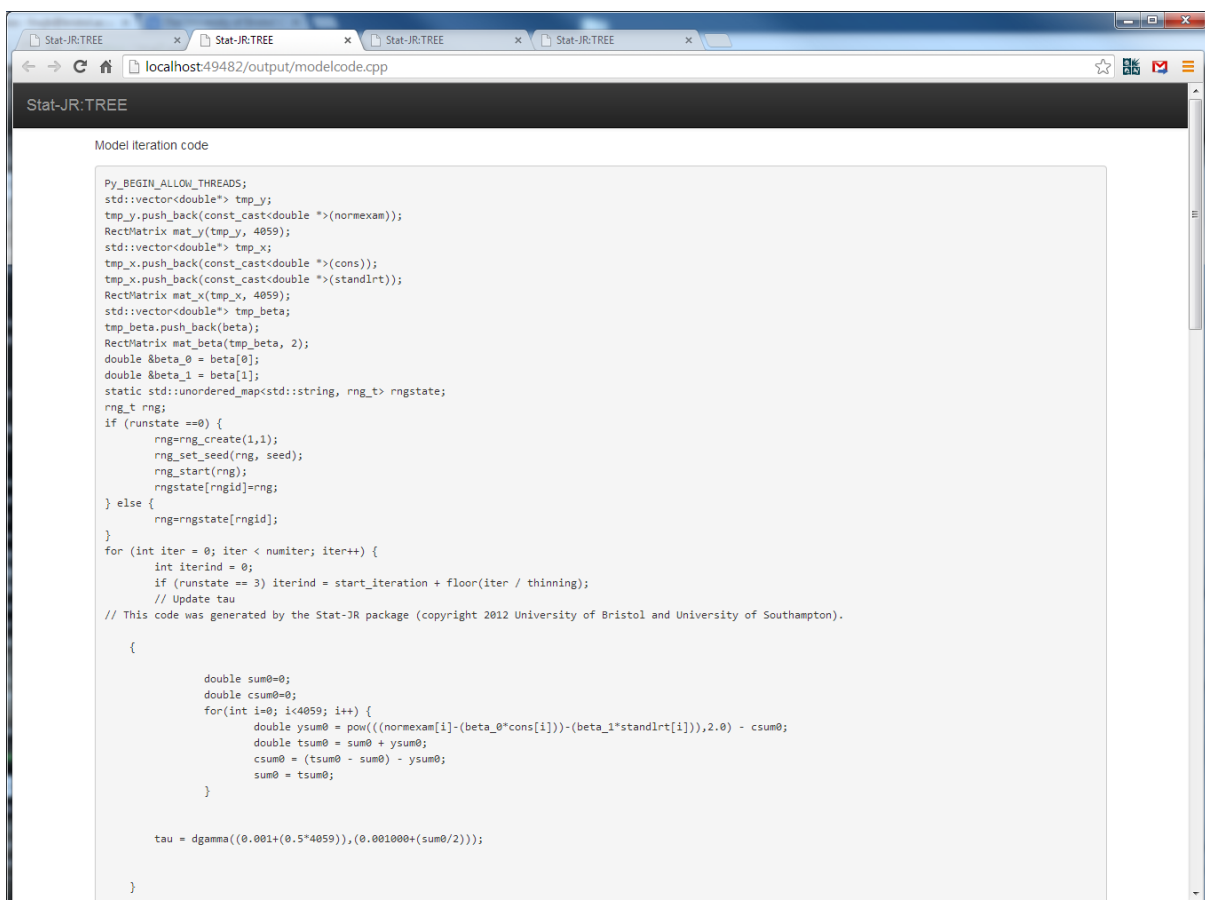 Stat-JR:TREE
Stat-JR:TREE
Stat-JR:TREE
Stat-JR:TREE
localhost:49482/output/modelcode.cpp
Stat-JR:TREE
Model iteration code
Py_BEGIN_ALLOW_THREADS;
std::vector<double*> tmp_y;
tmp_y.push_back(const_cast<double *>(normexam));
RectMatrix mat_y(tmp_y, 4059);
std::vector<double*> tmp_x;
tmp_x.push_back(const_cast<double *>(cons));
tmp_x.push_back(const_cast<double *>(standlrt));
RectMatrix mat_x(tmp_x, 4059);
std::vector<double*> tmp_beta;
tmp_beta.push_back(beta);
RectMatrix mat_beta(tmp_beta, 2);
double &beta_0 = beta[0];
double &beta_1 = beta[1];
static std::unordered_map<std::string, rng_t> rngstate;
rng_t rng;
if (runstate ==0) {
rng=rng_create(1,1);
rng_set_seed(rng, seed);
rng_start(rng);
rngstate[rngid]=rng;
} else {
rng=rngstate[rngid];
}
for (int iter = 0; iter < numiter; iter++) {
int iterind = 0;
if (runstate == 3) iterind = start_iteration + floor(iter / thinning);
// Update tau
// This code was generated by the Stat-JR package (copyright 2012 University of Bristol and University of Southampton).
{
double sum0=0;
double csum0=0;
for(int i=0; i<4059; i++) {
double ysum0 = pow(((normexam[i]-(beta_0*cons[i]))-(beta_1*standlrt[i])),2.0) - csum0;
double tsum0 = sum0 + ysum0;
csum0 = (tsum0 - sum0) - ysum0;
sum0 = tsum0;
}
tau = dgamma((0.001+(0.5*4059)),(0.001000+(sum0/2)));
}